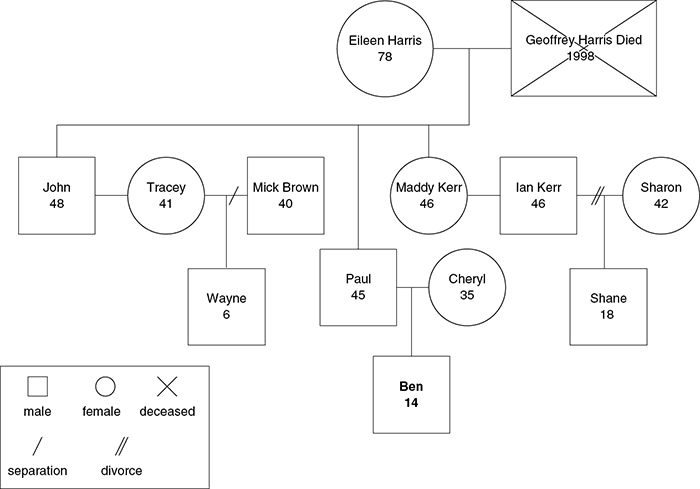 Eileen Harris
78
Geoffrey Harris Died
1998
John
48
Tracey
41
Mick Brown
40
Maddy Kerr
46
Ian Kerr
46
Sharon
42
Wayne
6
Paul
45
Cheryl
35
Shane
18
Ben
14
male
female
deceased
separation
divorce